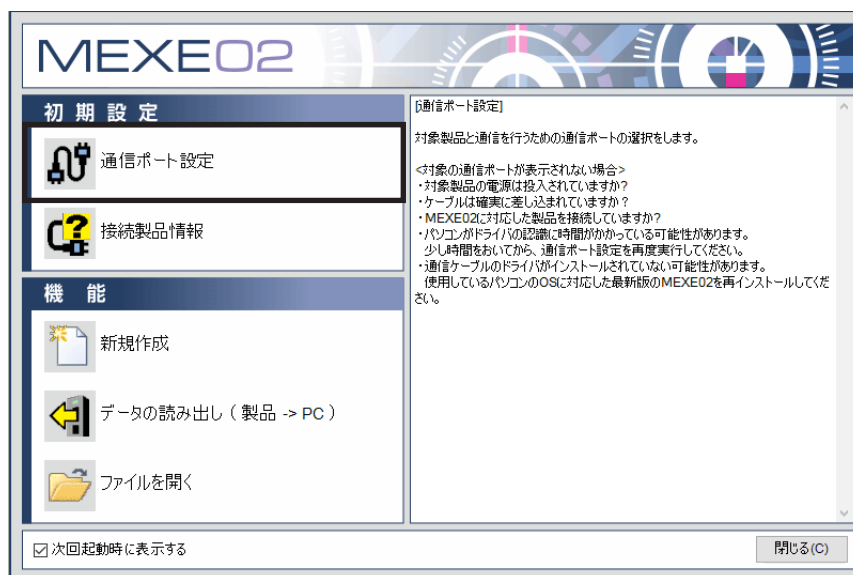 MEXE02
初期設定
通信ポート設定
接続製品情報
機能
新規作成
データの読み出し（製品 -> PC）
ファイルを開く
[通信ポート設定]
対象製品と通信を行うための通信ポートの選択をします。
<対象の通信ポートが表示されない場合>
・対象製品の電源は投入されていますか?
・ケーブルは確実に差し込まれていますか？
・MEXE02に対応した製品を接続していますか?
・パソコンがドライバの認識に時間がかかっている可能性があります。
少し時間をおいてから、通信ポート設定を再度実行してください。
・通信ケーブルのドライバがインストールされていない可能性があります。
使用しているパソコンのOSに対応した最新版のMEXE02を再インストールしてくだ
さい。
次回起動時に表示する
閉じる(C)